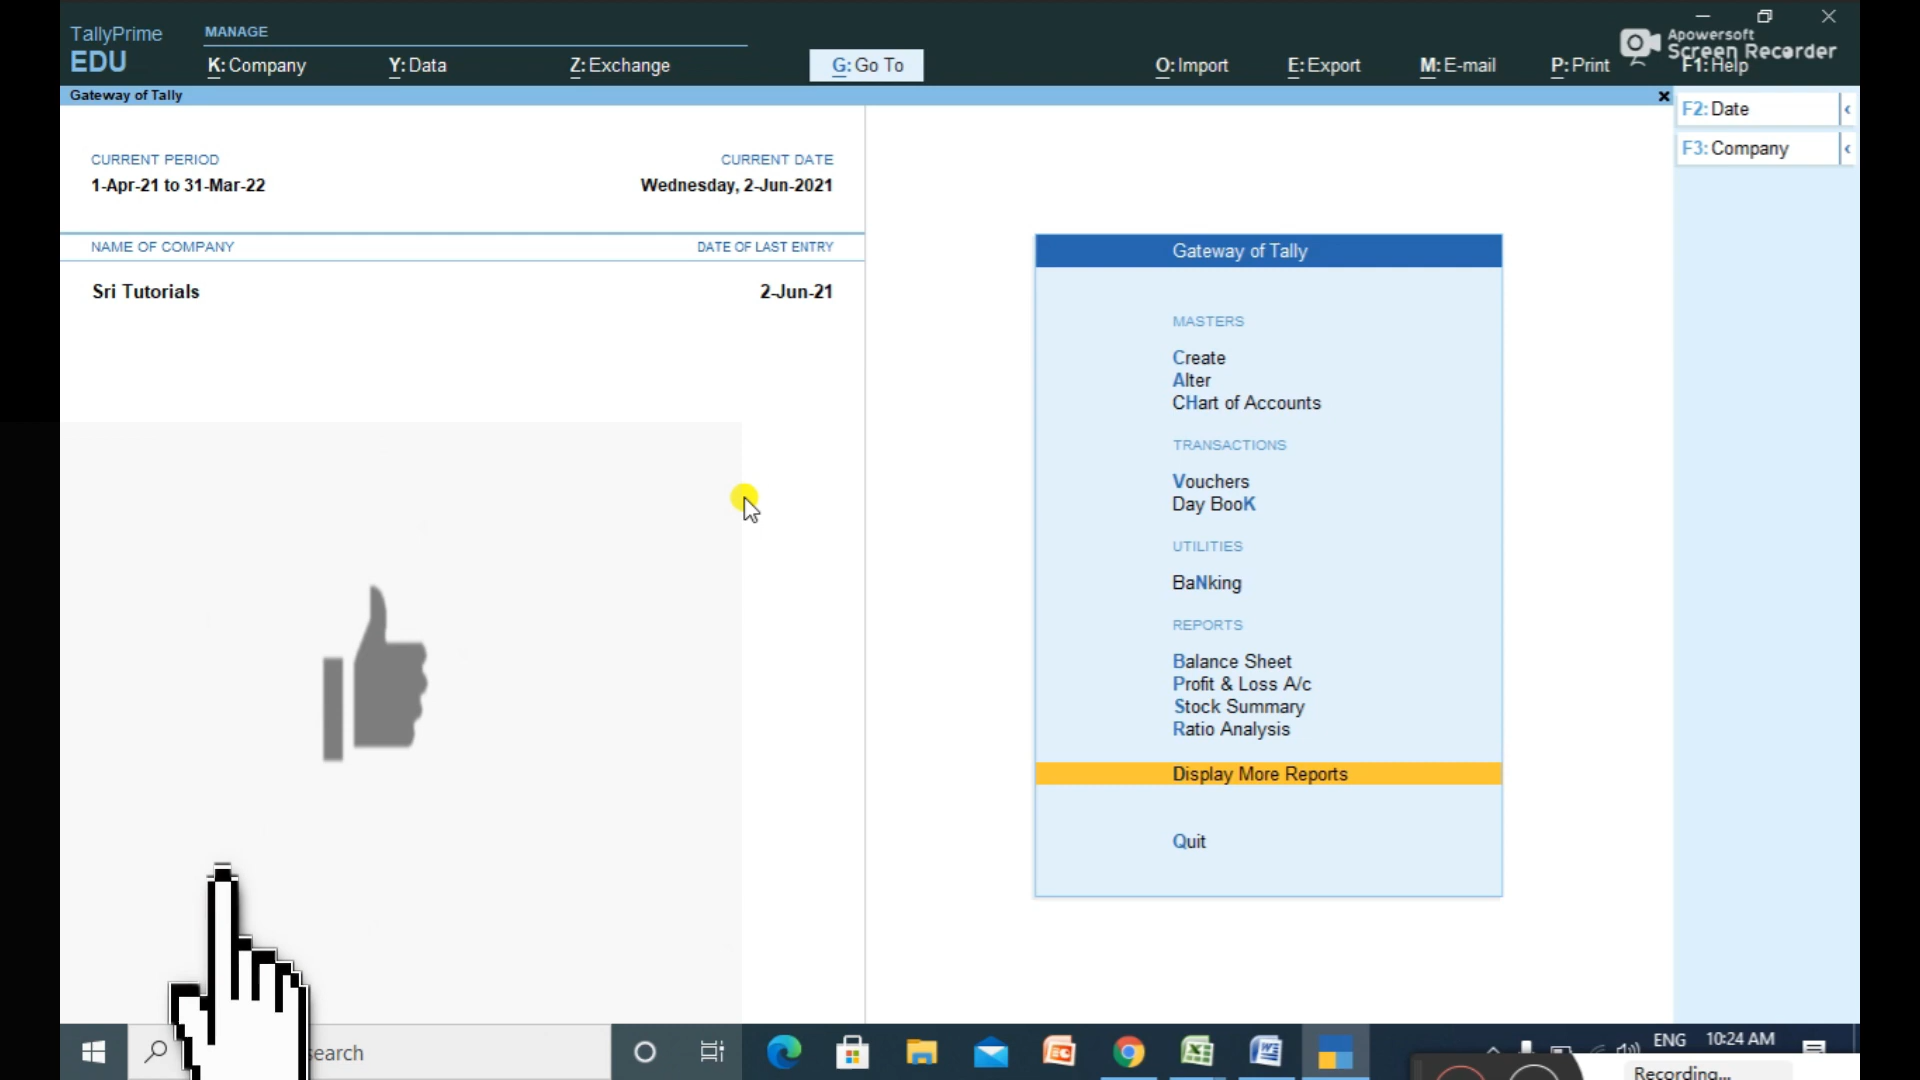 TallyPrime
EDU
MANAGE
K: Company
Y: Data
Z: Exchange
G: Go To
O: Import
E: Export
M: E-mail
P: Print
F1: Help
Apowersoft
Screen Recorder
Gateway of Tally
F2: Date
F3: Company
CURRENT PERIOD
CURRENT DATE
1-Apr-21 to 31-Mar-22
Wednesday, 2-Jun-2021
NAME OF COMPANY
DATE OF LAST ENTRY
Sri Tutorials
2-Jun-21
Gateway of Tally
MASTERS
Create
Alter
CHart of Accounts
TRANSACTIONS
Vouchers
Day BooK
UTILITIES
BaNking
REPORTS
Balance Sheet
Profit & Loss A/c
Stock Summary
Ratio Analysis
Display More Reports
Quit
search
ENG
10:24 AM
Recording...